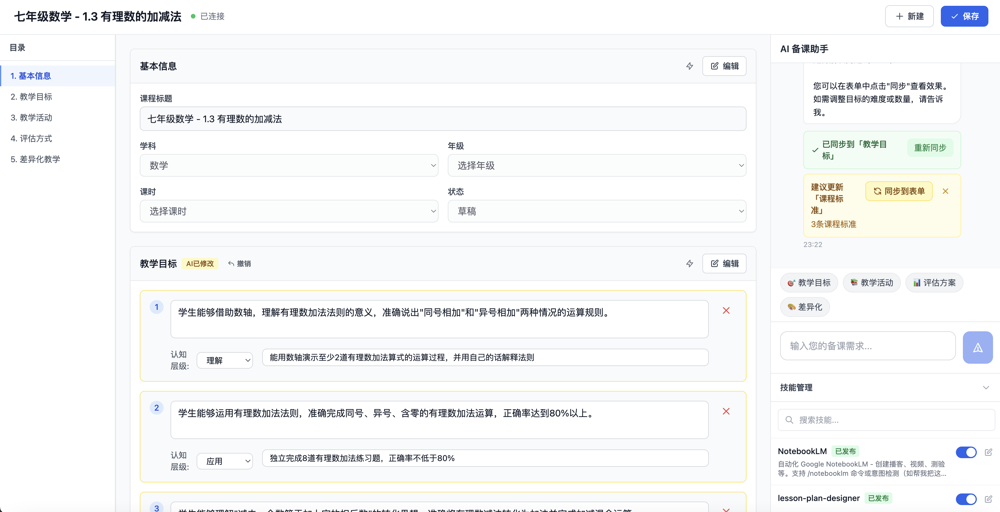 七年级数学 - 1.3 有理数的加减法
已连接
新建
保存
目录
1. 基本信息
2. 教学目标
3. 教学活动
4. 评估方式
5. 差异化教学
基本信息
编辑
课程标题
七年级数学 - 1.3 有理数的加减法
学科
年级
数学
选择年级
课时
状态
选择课时
草稿
教学目标
AI已修改
撤销
编辑
1
学生能够借助数轴，理解有理数加法法则的意义，准确说出"同号相加"和"异号相加"两种情况的运算规则。
认知
层级:
理解
能用数轴演示至少2道有理数加法算式的运算过程，并用自己的话解释法则
2
学生能够运用有理数加法法则，准确完成同号、异号、含零的有理数加法运算，正确率达到80%以上。
认知
层级:
应用
独立完成8道有理数加法练习题，正确率不低于80%
3
AI 备课助手
您可以在表单中点击"同步"查看效果。
如需调整目标的难度或数量，请告诉
我。
已同步到「教学目
标」
重新同步
建议更新
「课程标
准」
同步到表单
3条课程标准
23:22
教学目标
教学活动
评估方案
差异化
输入您的备课需求...
技能管理
搜索技能...
NotebookLM
已发布
自动化 Google NotebookLM - 创建播客、视频、测验
等。支持 /notebooklm 命令或意图检测（如帮我把这...
lesson-plan-designer
已发布